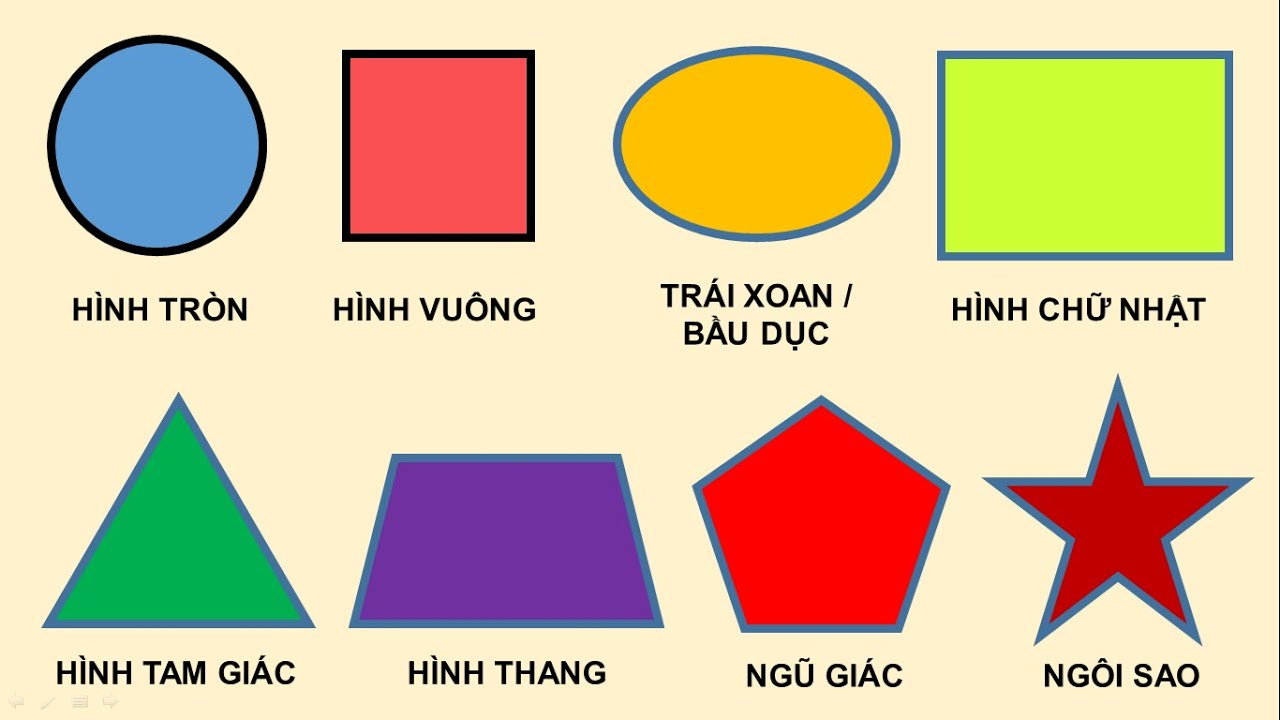 HÌNH TRÒN
HÌNH VUÔNG
TRÁI XOAN /
BẦU DỤC
HÌNH CHỮ NHẬT
HÌNH TAM GIÁC
HÌNH THANG
NGŨ GIÁC
NGÔI SAO